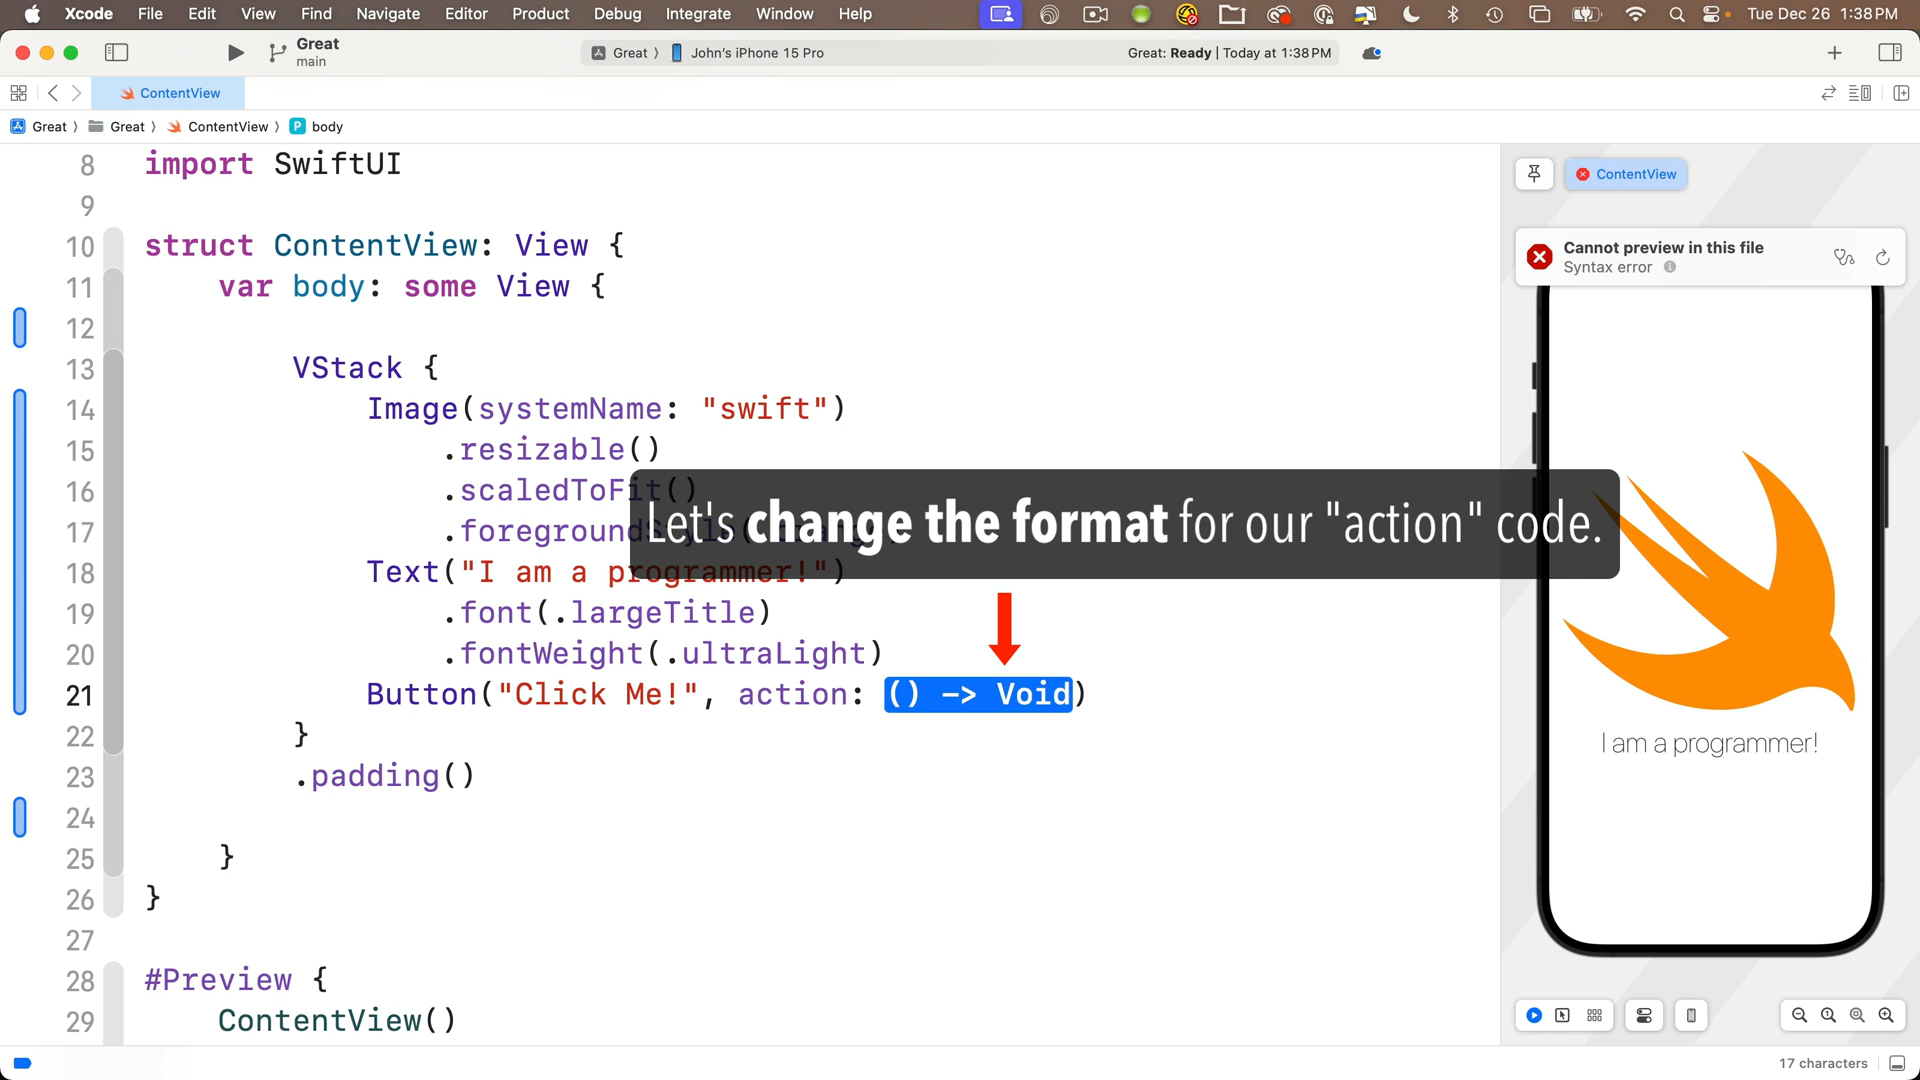 Xcode File Edit View Find Navigate Editor Product Debug Integrate Window Help Tue Dec 26 1:38 PM
Great
main
Great 〉 John's iPhone 15 Pro Great: Ready | Today at 1:38 PM
ContentView
Great 〉 Great 〉 ContentView 〉 P body
8 import SwiftUI
9
10 struct ContentView: View {
11 var body: some View {
12
13 VStack {
14 Image(systemName: "swift")
15 .resizable()
16 .scaledToFit()
17 .foregroundStyle(
Let's change the format for our "action" code.
18 Text("I am a programmer!")
19 .font(.largeTitle)
20 .fontWeight(.ultraLight)
21 Button("Click Me!", action: () -> Void)
22 }
23 .padding()
24
25 }
26 }
27
28 #Preview {
29 ContentView()
ContentView
Cannot preview in this file
Syntax error
I am a programmer!
17 characters